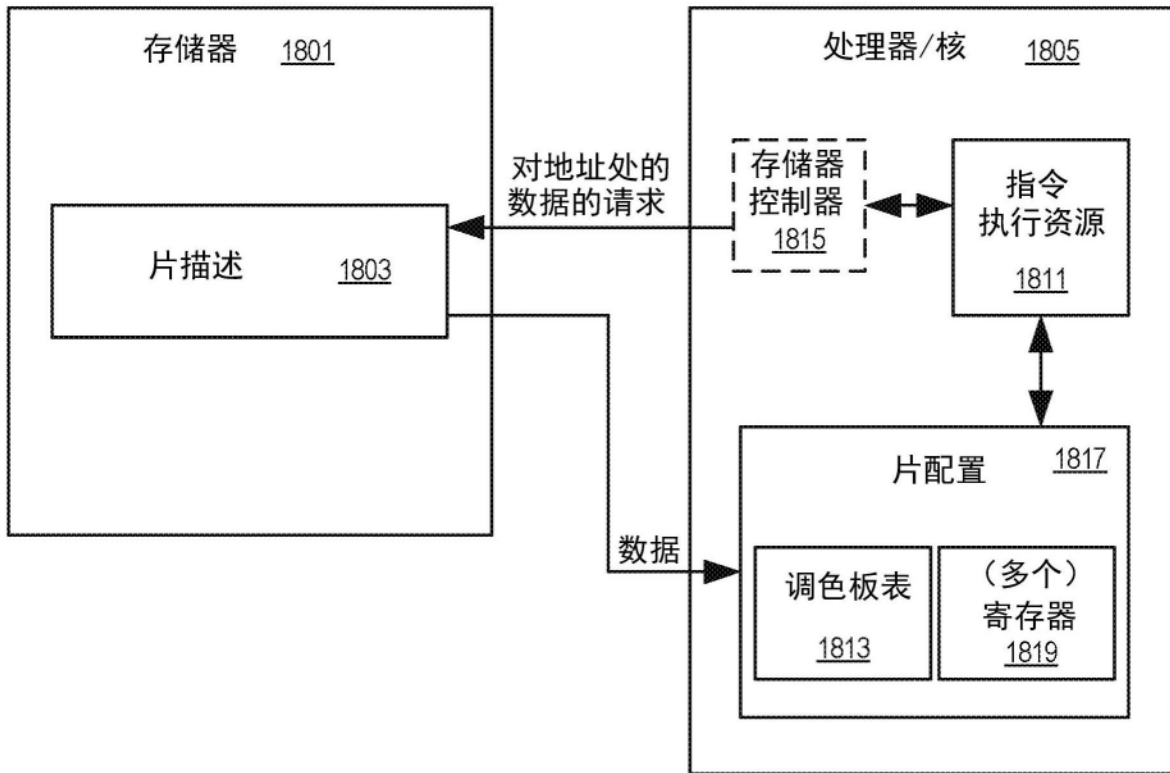 存储器 1801
片描述 1803
对地址处的
数据的请求
数据
处理器/核 1805
存储器
控制器
1815
指令
执行资源
1811
片配置 1817
调色板表
1813
（多个）
寄存器
1819